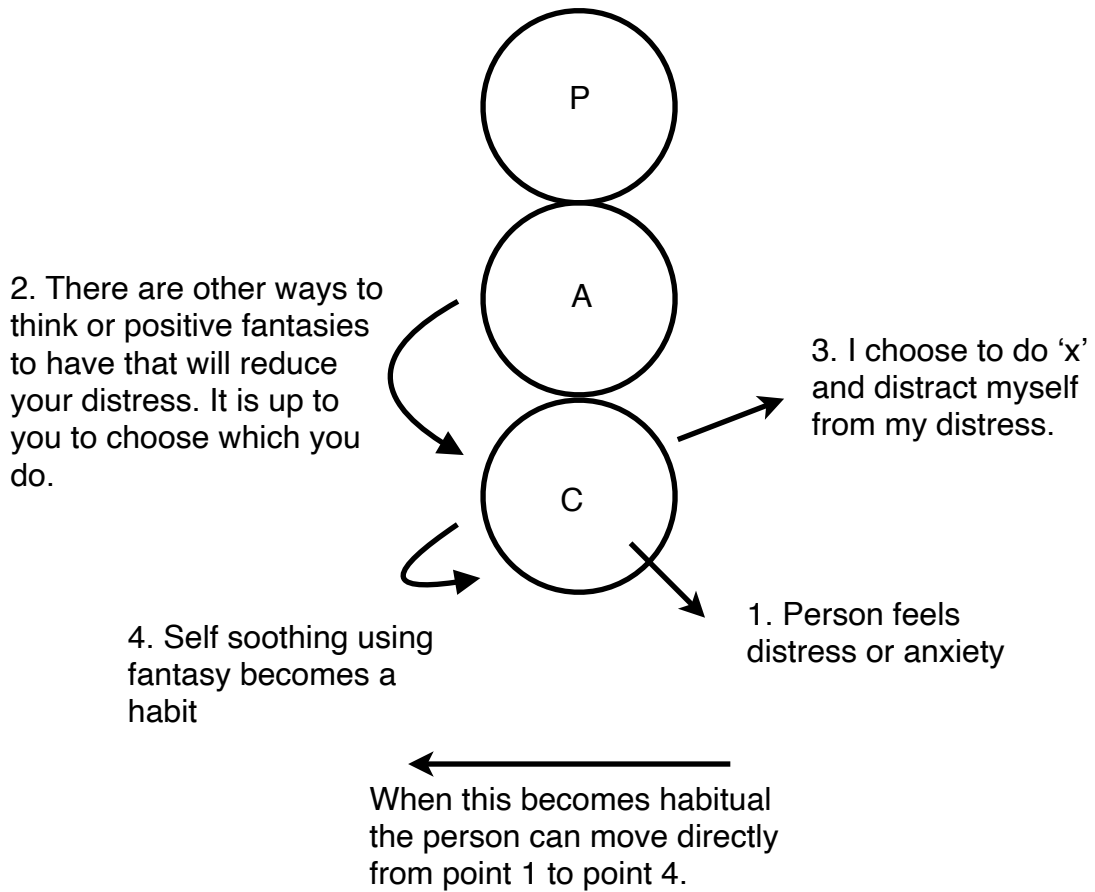 P
A
2. There are other ways to
think or positive fantasies
to have that will reduce
your distress. It is up to
you to choose which you
do.
3. I choose to do ‘x’
and distract myself
from my distress.
C
1. Person feels
distress or anxiety
4. Self soothing using
fantasy becomes a
habit
When this becomes habitual
the person can move directly
from point 1 to point 4.